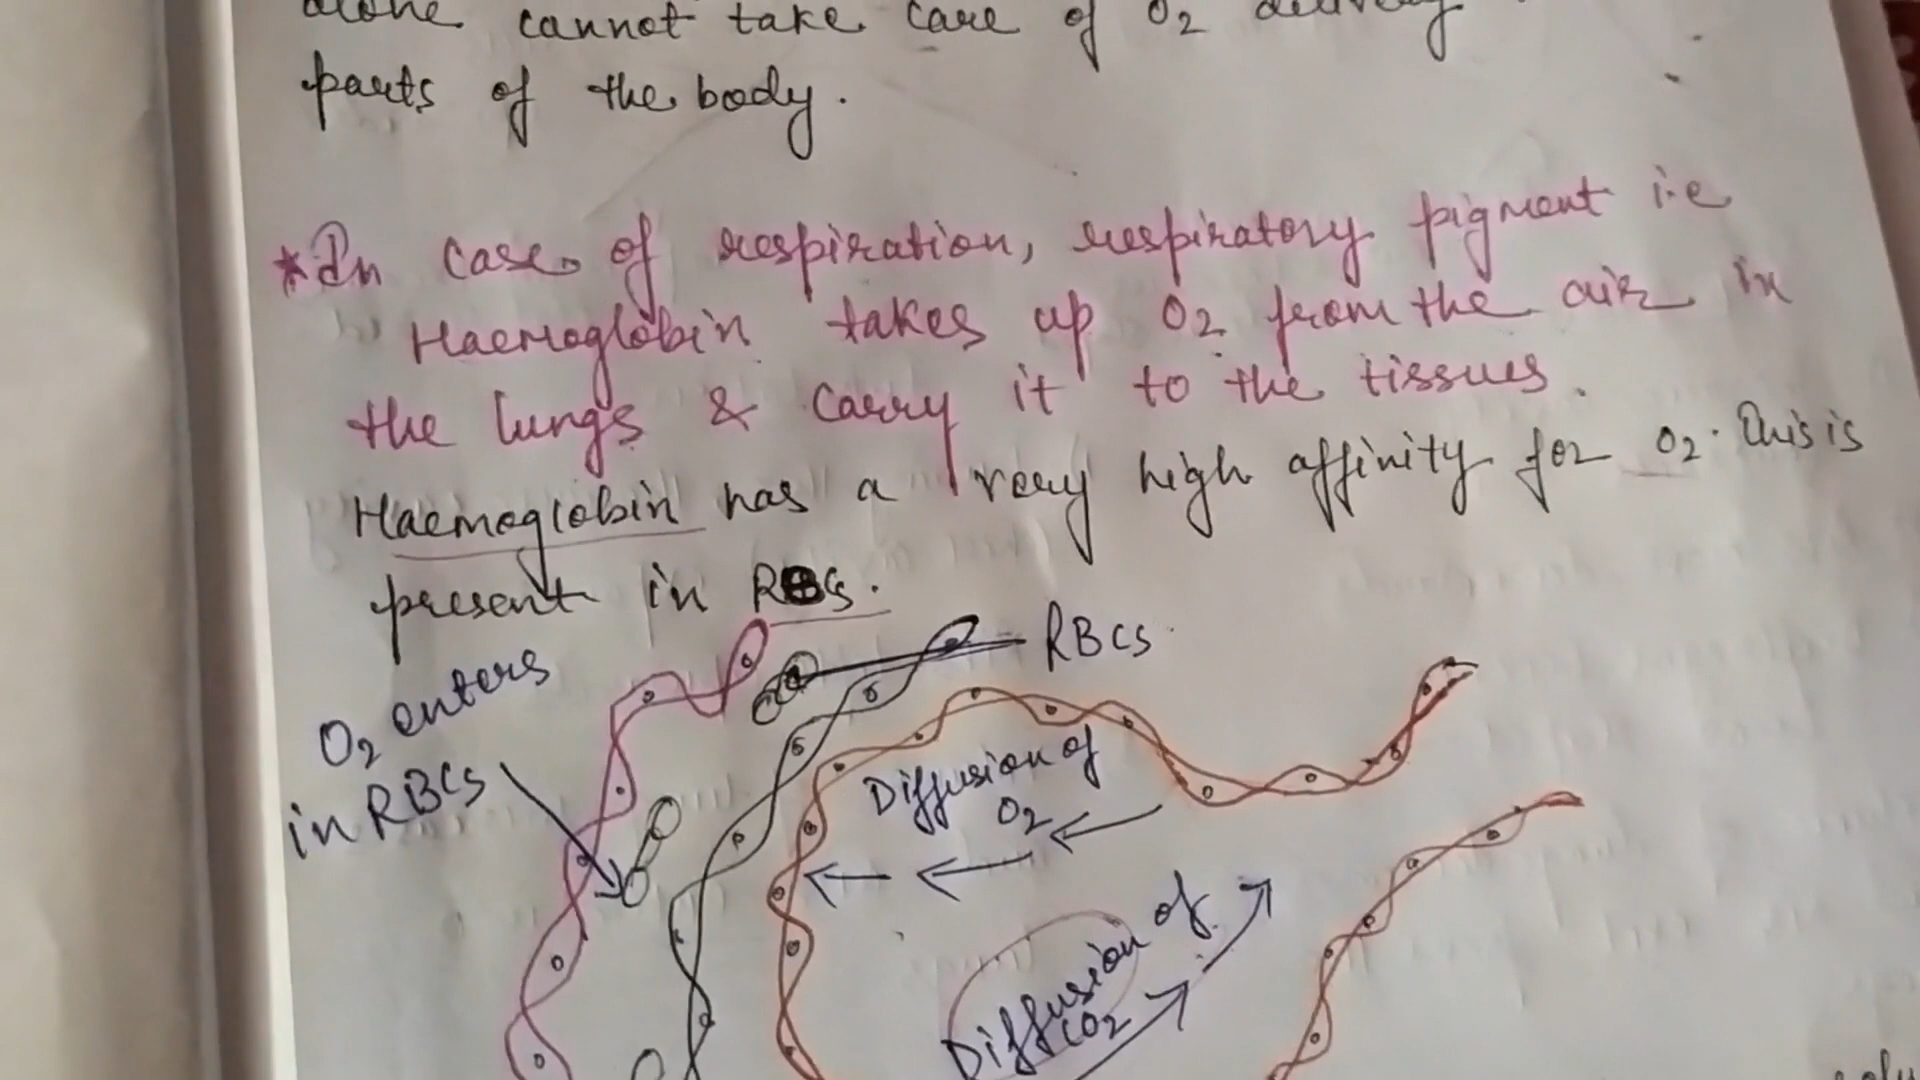 alone cannot take care of O2 delivery
parts of the body.
*In case of respiration, respiratory pigment i.e
Haemoglobin takes up O2 from the air in
the lungs & carry it to the tissues.
Haemoglobin has a very high affinity for O2. This is
present in RBCs.
RBCs
O2 enters
in RBCs
Diffusion of
O2
Diffusion of
CO2